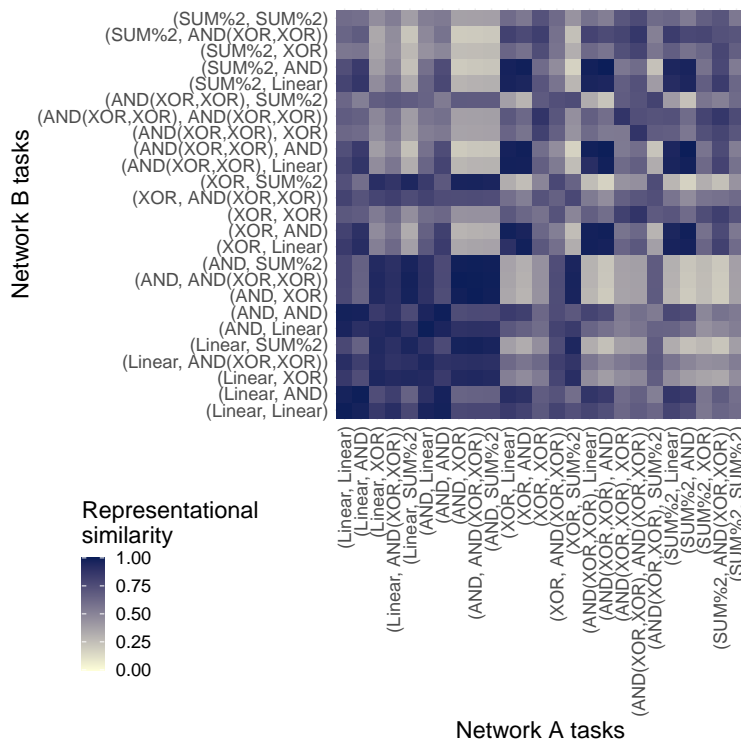 (SUM%2, SUM%2)
(SUM%2, AND(XOR,XOR))
(SUM%2, XOR)
(SUM%2, AND)
(SUM%2, Linear)
(AND(XOR,XOR), SUM%2)
(AND(XOR,XOR), AND(XOR,XOR))
(AND(XOR,XOR), XOR)
(AND(XOR,XOR), AND)
(AND(XOR,XOR), Linear)
(XOR, SUM%2)
(XOR, AND(XOR,XOR))
(XOR, XOR)
(XOR, AND)
(XOR, Linear)
(AND, SUM%2)
(AND, AND(XOR,XOR))
(AND, XOR)
(AND, AND)
(AND, Linear)
(Linear, SUM%2)
(Linear, AND(XOR,XOR))
(Linear, XOR)
(Linear, AND)
(Linear, Linear)
Network B tasks
(Linear, Linear)
(Linear, AND)
(Linear, XOR)
(Linear, AND(XOR,XOR))
(Linear, SUM%2)
(AND, Linear)
(AND, AND)
(AND, XOR)
(AND, AND(XOR,XOR))
(AND, SUM%2)
(XOR, Linear)
(XOR, AND)
(XOR, XOR)
(XOR, AND(XOR,XOR))
(XOR, SUM%2)
(AND(XOR,XOR), Linear)
(AND(XOR,XOR), AND)
(AND(XOR,XOR), XOR)
(AND(XOR,XOR), AND(XOR,XOR))
(AND(XOR,XOR), SUM%2)
(SUM%2, Linear)
(SUM%2, AND)
(SUM%2, XOR)
(SUM%2, AND(XOR,XOR))
(SUM%2, SUM%2)
Network A tasks
Representational
similarity
1.00
0.75
0.50
0.25
0.00